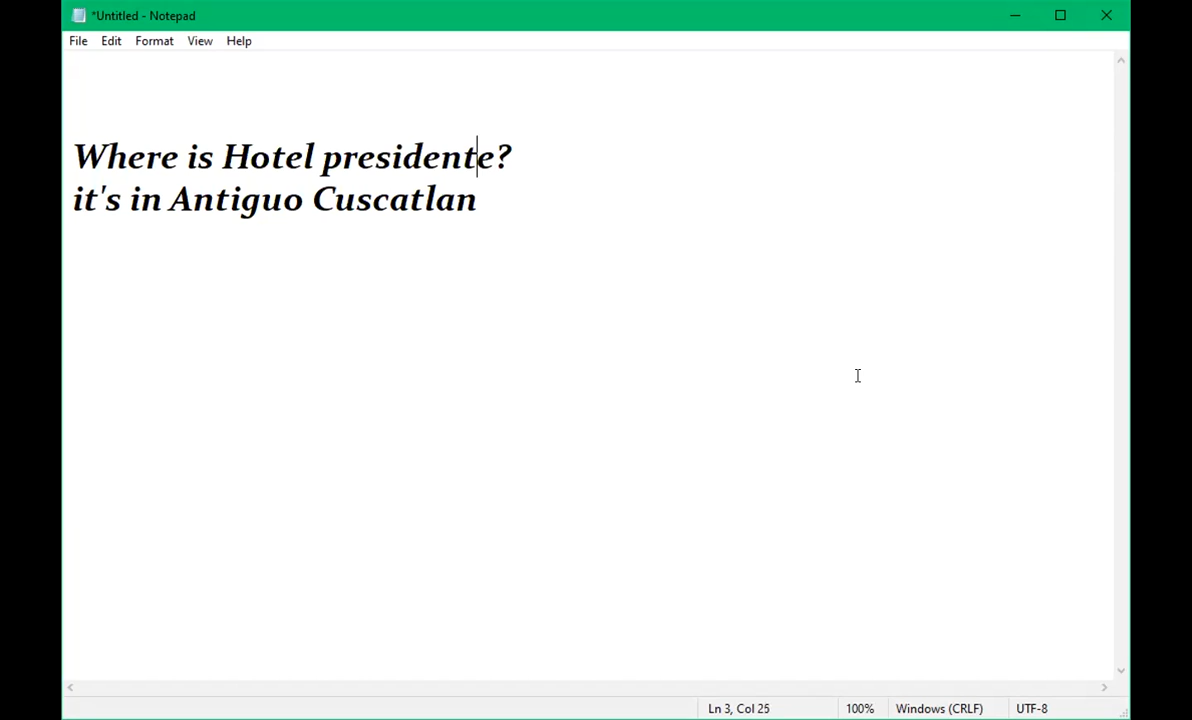 *Untitled - Notepad
File Edit Format View Help
Where is Hotel presidente?
it's in Antiguo Cuscatlan
Ln 3, Col 25 100% Windows (CRLF) UTF-8